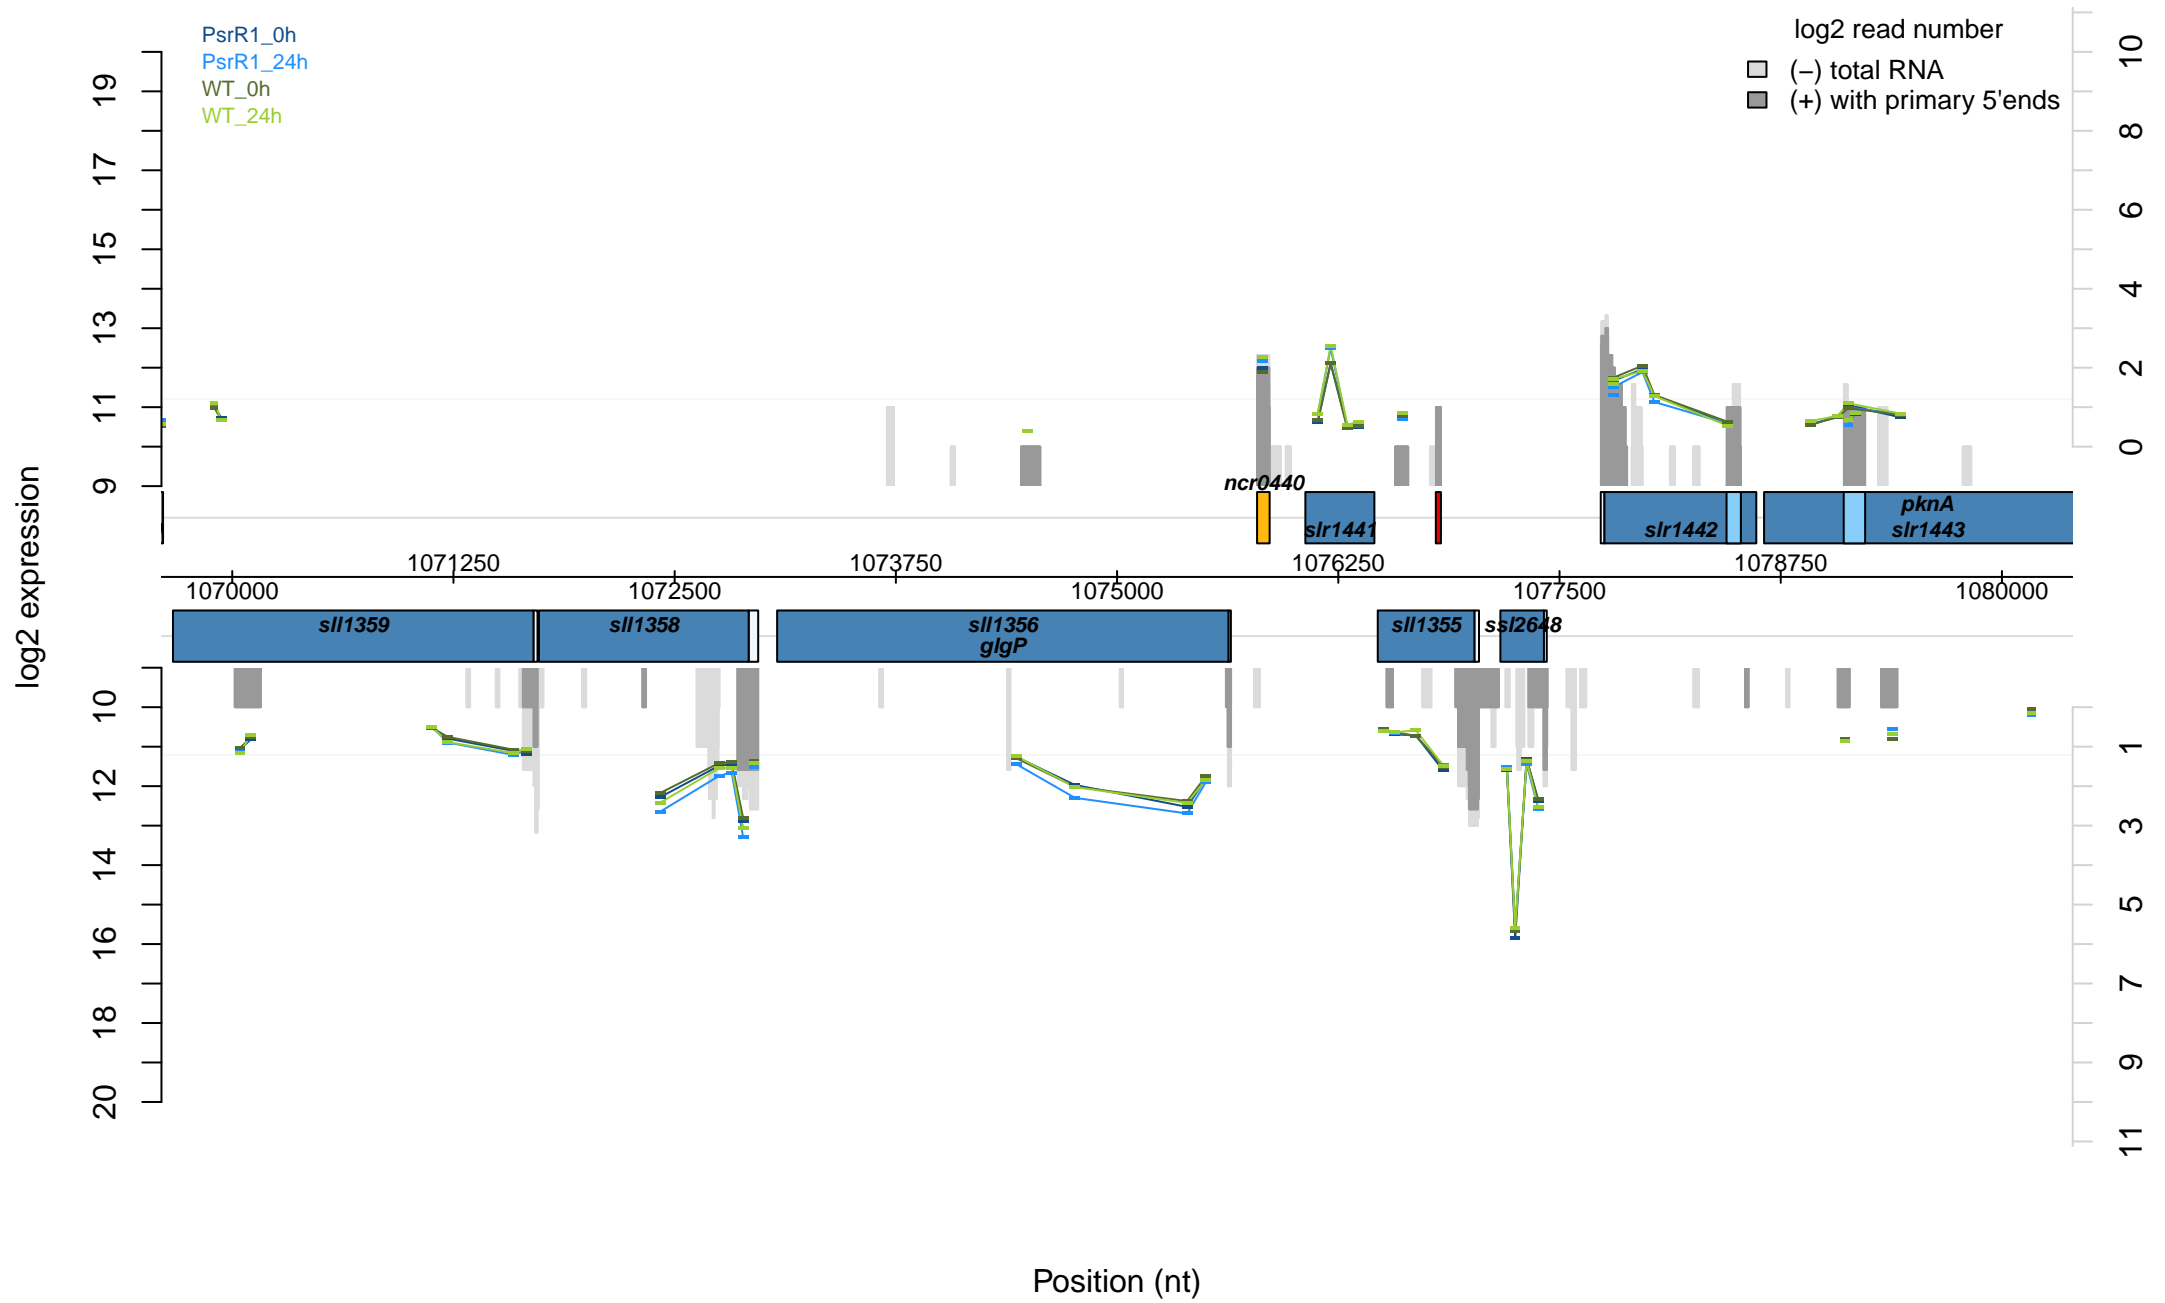 PsrR1_0h
PsrR1_24h
WT_0h
WT_24h
log2 read number
(−) total RNA
(+) with primary 5'ends
19
17
15
13
11
9
10
8
6
4
2
0
log2 expression
ncr0440
slr1441
slr1442
pknA
slr1443
1071250
1073750
1076250
1078750
1070000
1072500
1075000
1077500
1080000
sll1359
sll1358
sll1356
glgP
sll1355
ssl2648
10
12
14
16
18
20
1
3
5
7
9
11
Position (nt)